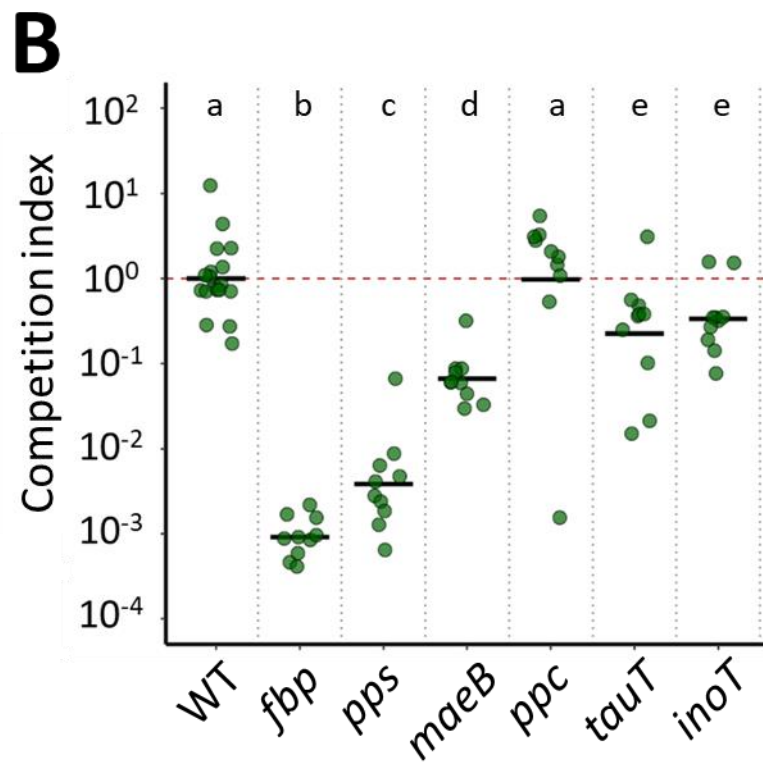 B
Competition index
10²
10¹
10⁰
10⁻¹
10⁻²
10⁻³
10⁻⁴
a b c d a e e
WT fbp pps maeB ppc tauT inoT